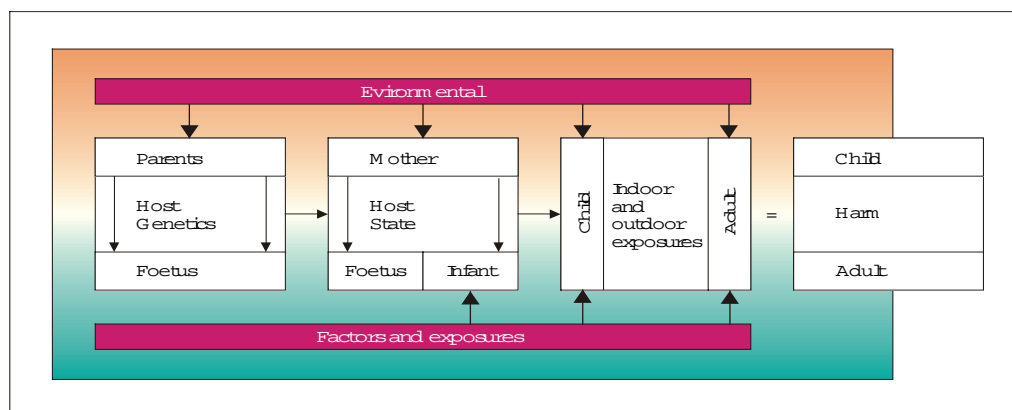 Evironmental
Parents
Host
Genetics
Foetus
Mother
Host
State
Foetus
Infant
Child
Indoor
and
outdoor
exposures
Adult
=
Child
Harm
Adult
Factors and exposures